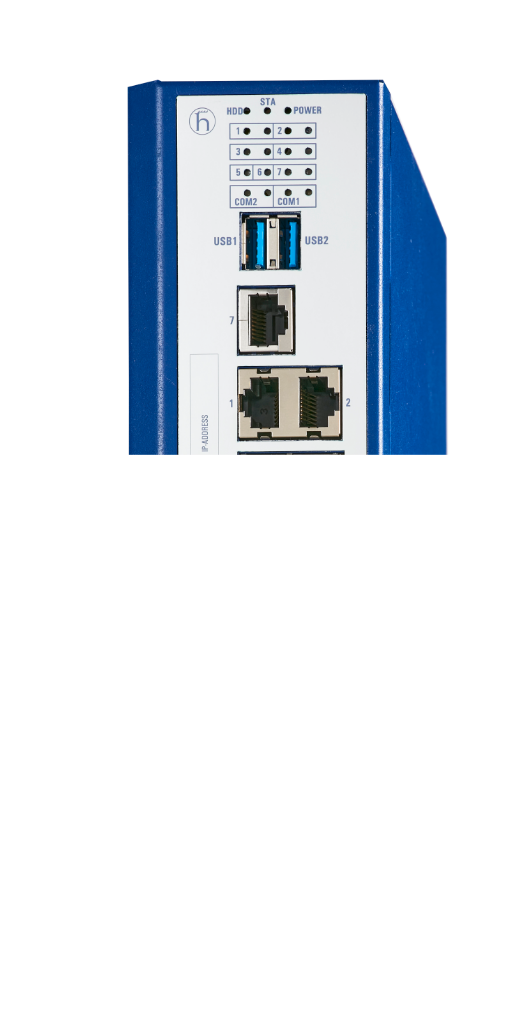 STA
HDD POWER
1 2
3 4
5 6 7
COM2 COM1
USB1 USB2
7
1 2
IP-ADDRESS
h